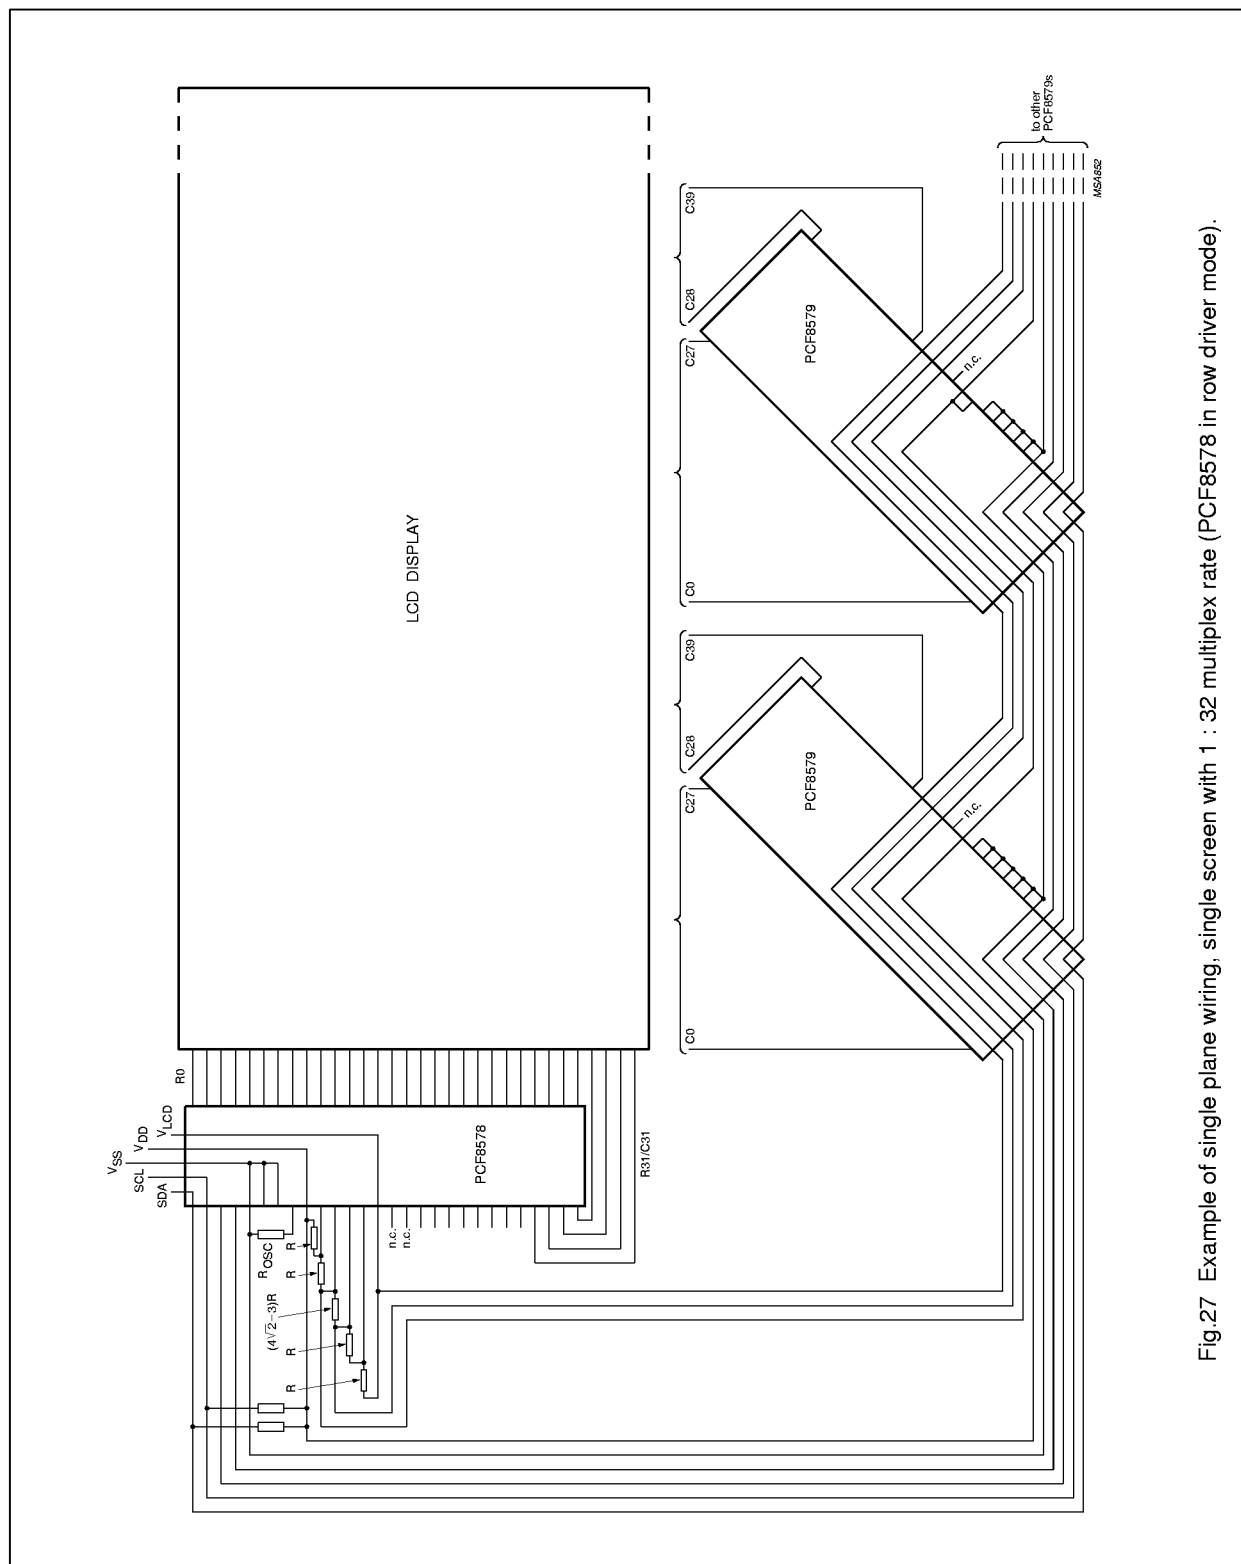 LCD DISPLAY
R0
R31/C31
PCF8578
VLCD
VDD
VSS
SCL
SDA
ROSC
R
R
(4√2−3)R
R
R
n.c.
n.c.
C0
C27
C28
C39
PCF8579
n.c.
C0
C27
C28
C39
PCF8579
n.c.
to other
PCF8579s
MSA852
Fig.27 Example of single plane wiring, single screen with 1 : 32 multiplex rate (PCF8578 in row driver mode).